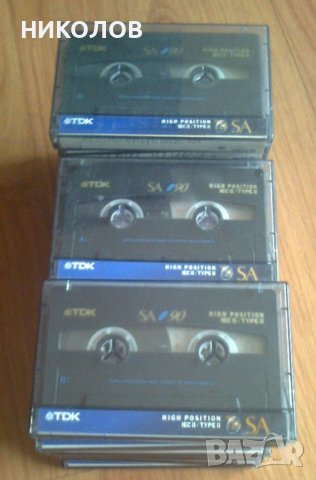 НИКОЛОВ
TDK SA 90 HIGH POSITION
IEC II/TYPE II
TDK HIGH POSITION
IEC II/TYPE II SA
TDK SA 90 HIGH POSITION
IEC II/TYPE II
A
TDK HIGH POSITION
IEC II/TYPE II SA
TDK SA 90 HIGH POSITION
IEC II/TYPE II
B
TDK HIGH POSITION
IEC II/TYPE II SA
BAZAR